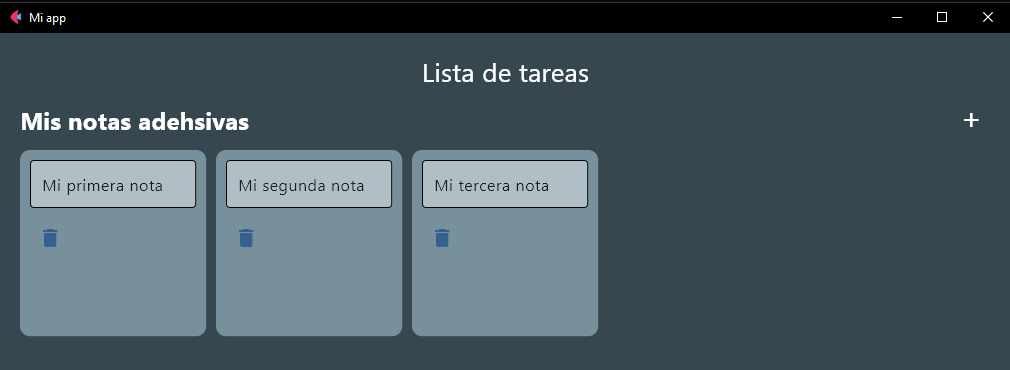 Mi app
Lista de tareas
Mis notas adehsivas
+
Mi primera nota
Mi segunda nota
Mi tercera nota